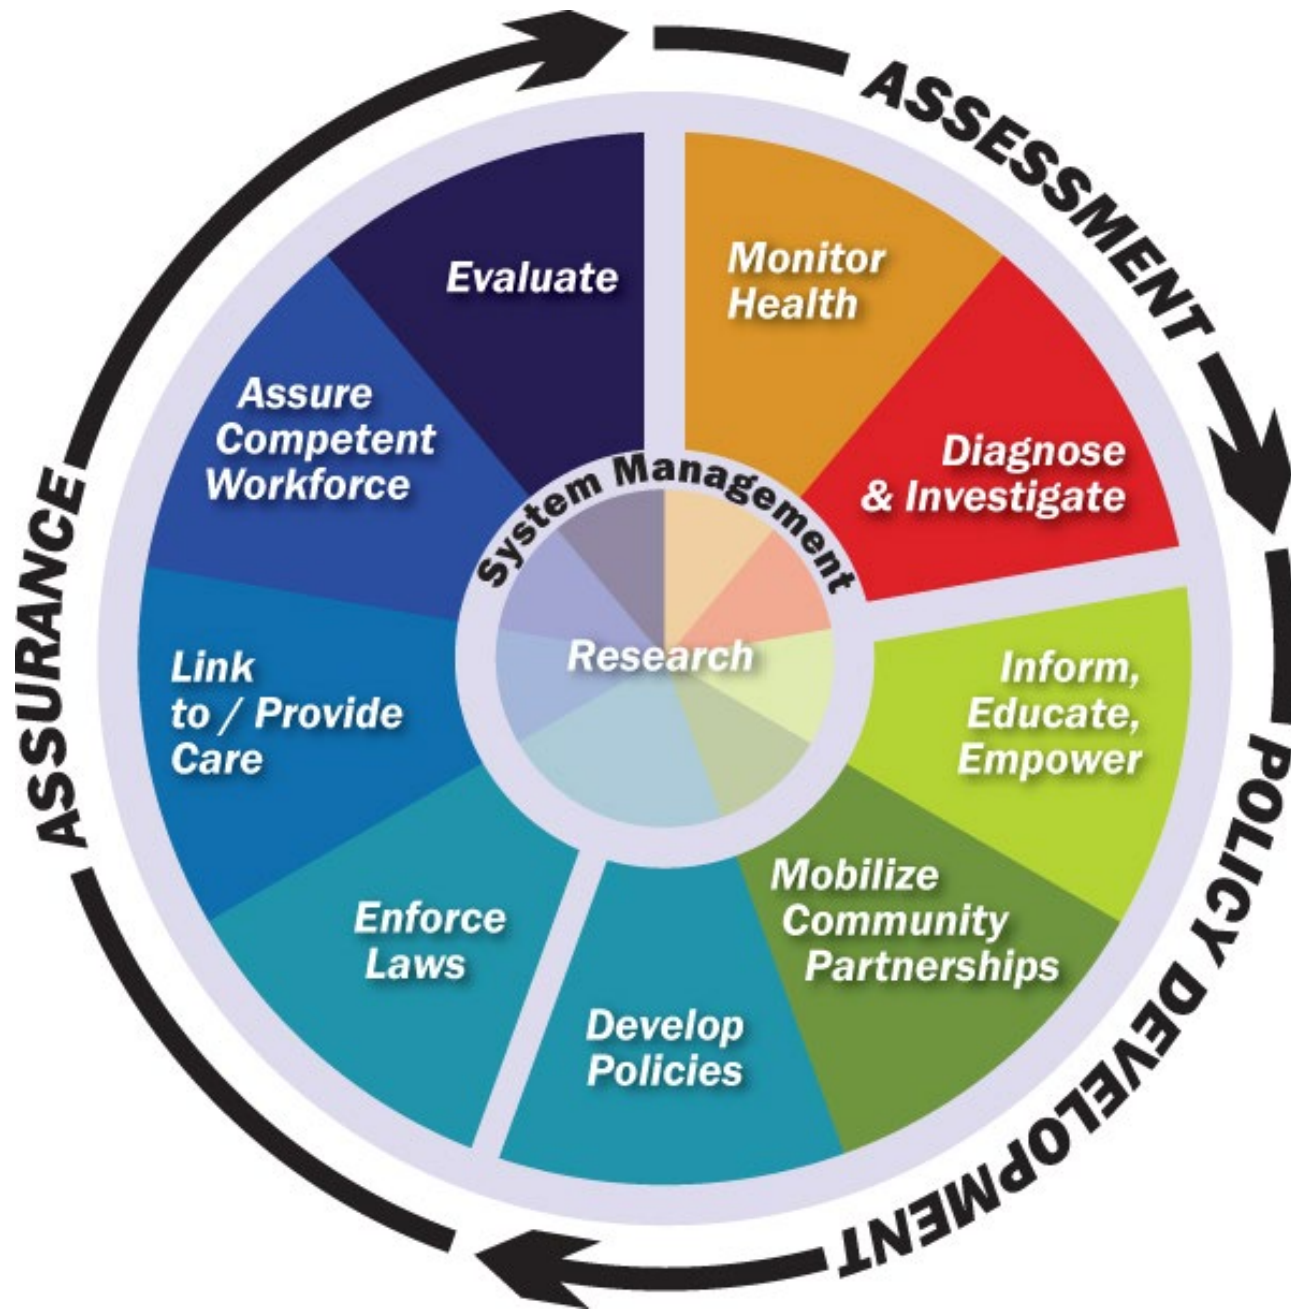 ASSESSMENT
Monitor
Health
Diagnose
& Investigate
POLICY DEVELOPMENT
Inform,
Educate,
Empower
Mobilize
Community
Partnerships
Develop
Policies
ASSURANCE
Enforce
Laws
Link
to / Provide
Care
Assure
Competent
Workforce
Evaluate
System Management
Research